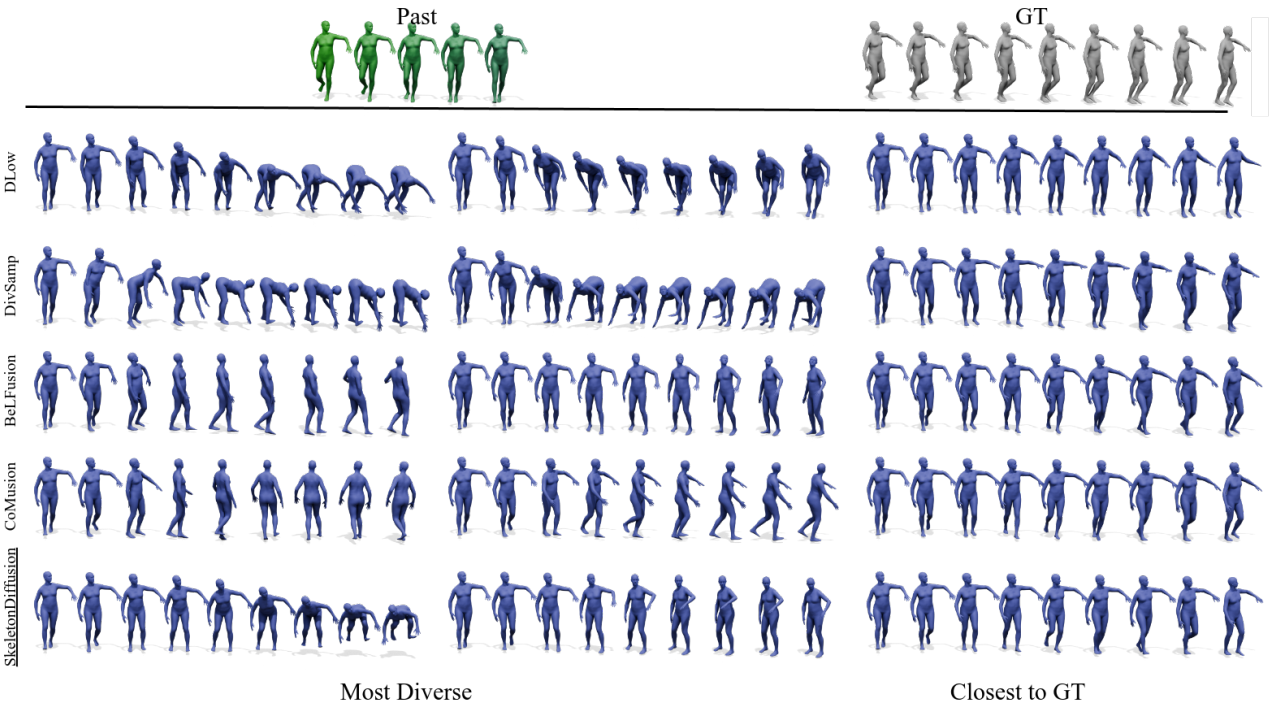 Past
GT
DLow
DivSamp
BeLFusion
CoMusion
SkeletonDiffusion
Most Diverse
Closest to GT